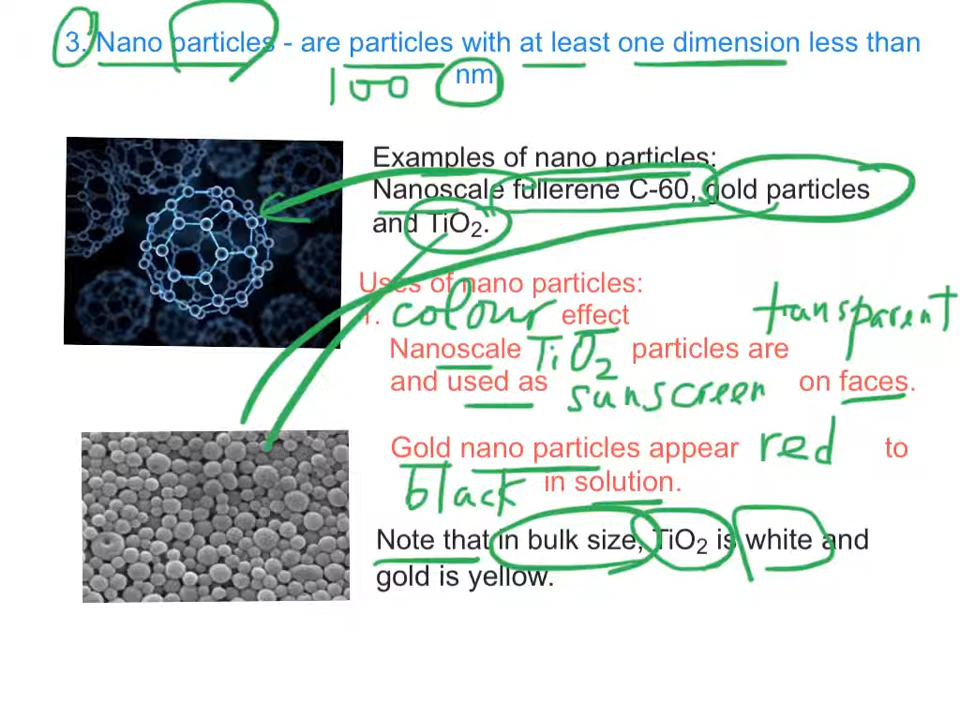 3. Nano particles - are particles with at least one dimension less than
100 nm
Examples of nano particles:
Nanoscale fullerene C-60, gold particles
and TiO₂.
Uses of nano particles:
1. colour effect
Nanoscale TiO₂ particles are transparent
and used as sunscreen on faces.
Gold nano particles appear red to
black in solution.
Note that in bulk size, TiO₂ is white and
gold is yellow.